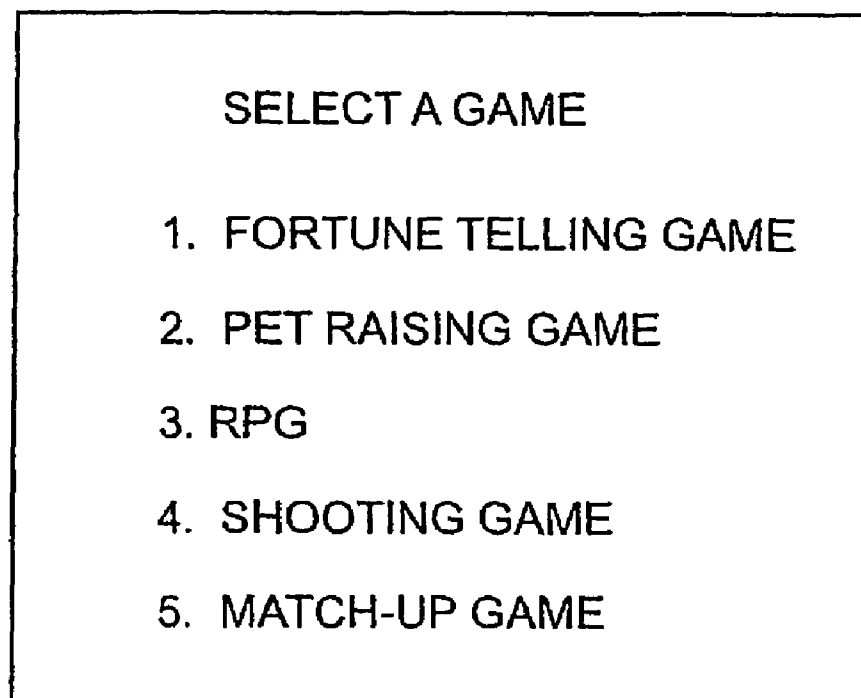 SELECT A GAME
1. FORTUNE TELLING GAME
2. PET RAISING GAME
3. RPG
4. SHOOTING GAME
5. MATCH-UP GAME